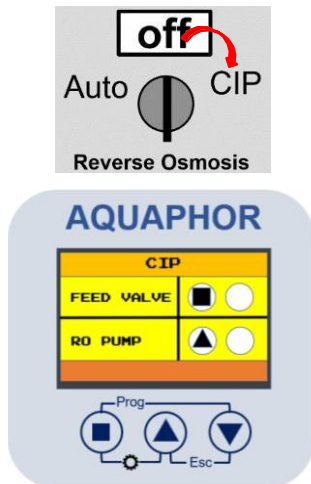 off
Auto CIP
Reverse Osmosis
AQUAPHOR
CIP
FEED VALVE
RO PUMP
Prog
Esc